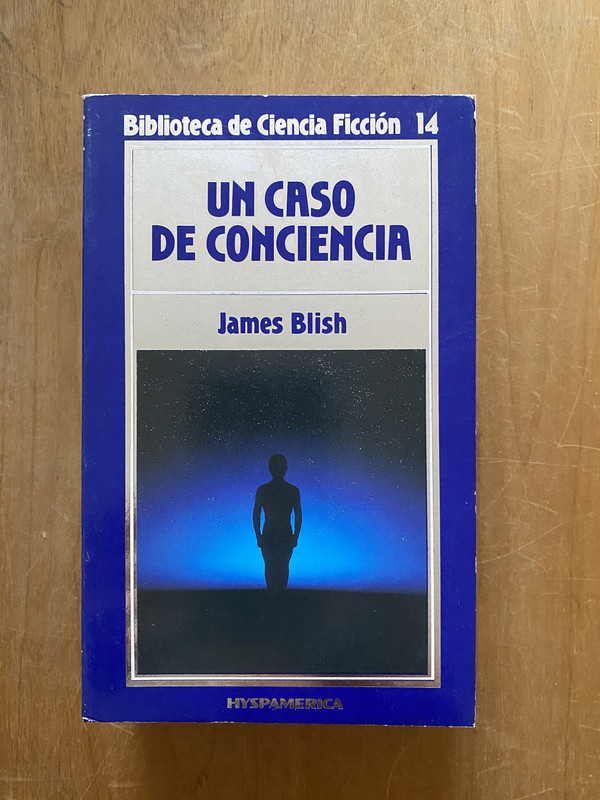 Biblioteca de Ciencia Ficción 14
UN CASO
DE CONCIENCIA
James Blish
HYSPAMERICA